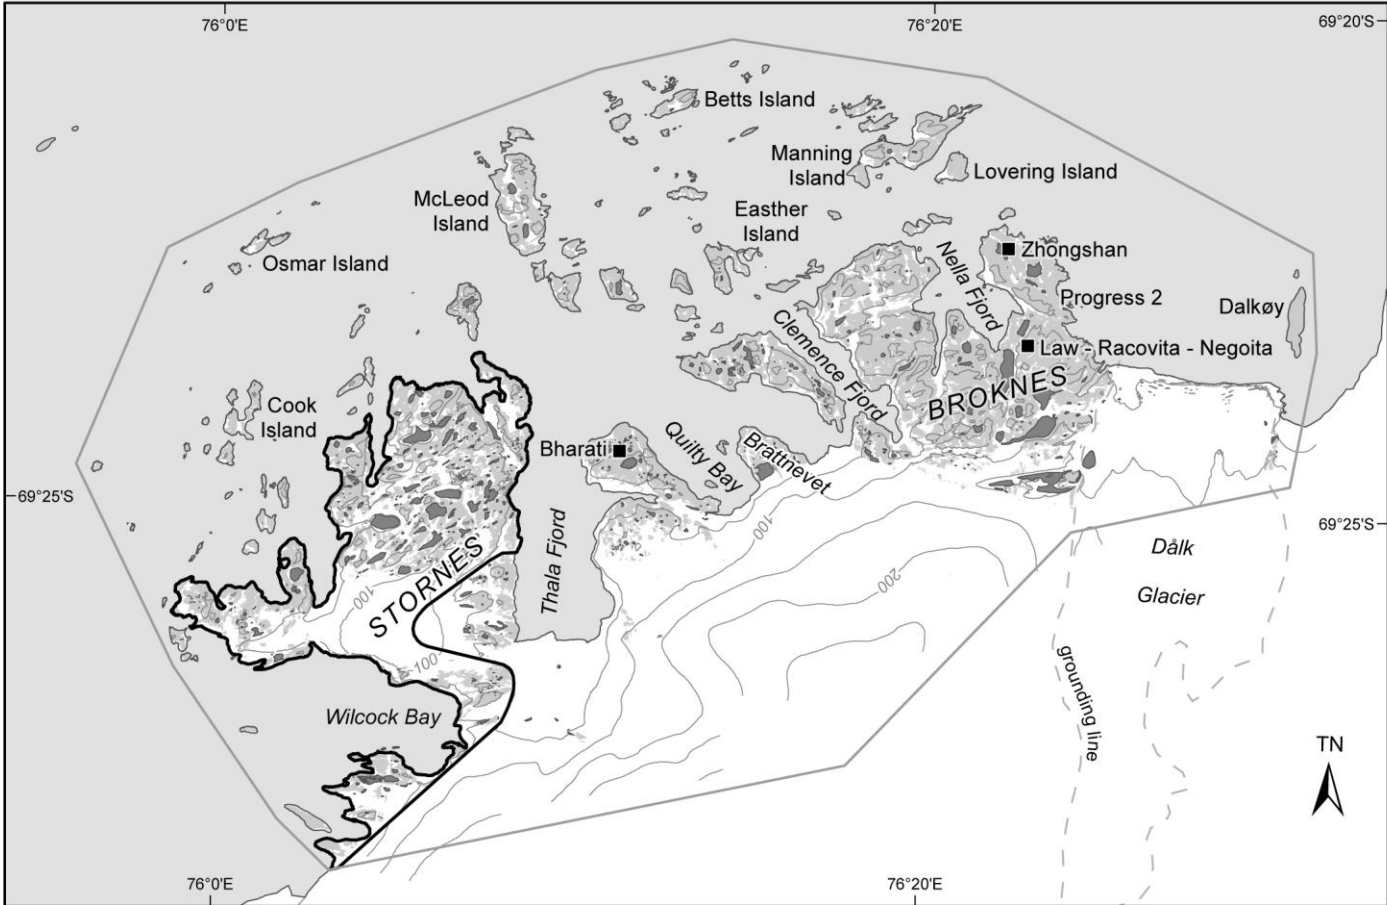 76°0'E
76°20'E
69°20'S
Betts Island
Manning
Island
Lovering Island
McLeod
Island
Easther
Island
Osmar Island
Nella Fjord
Zhongshan
Progress 2
Dalkøy
Clemence Fjord
Law - Racovita - Negoita
BROKNES
Cook
Island
Bharati
Quilty Bay
Brattnevet
69°25'S
69°25'S
100
200
Dålk
Glacier
Thala Fjord
STORNES
100
100
grounding line
Wilcock Bay
TN
76°0'E
76°20'E